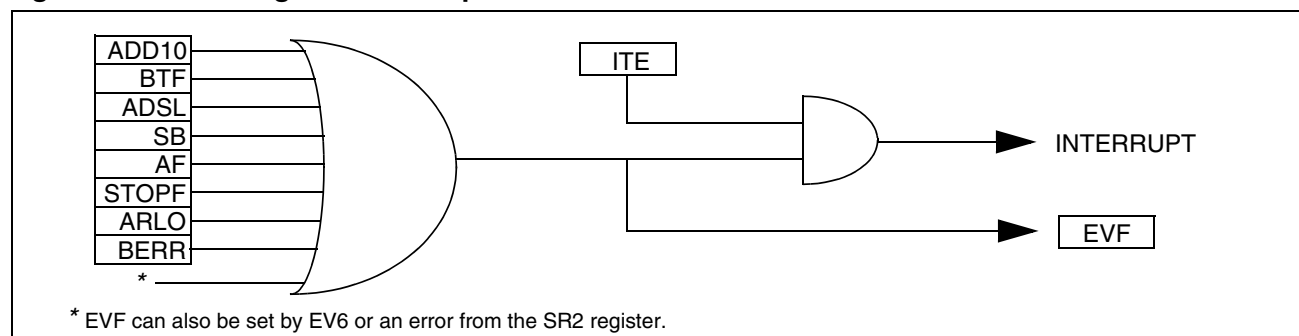 ADD10
BTF
ADSL
SB
AF
STOPF
ARLO
BERR
*
ITE
INTERRUPT
EVF
* EVF can also be set by EV6 or an error from the SR2 register.